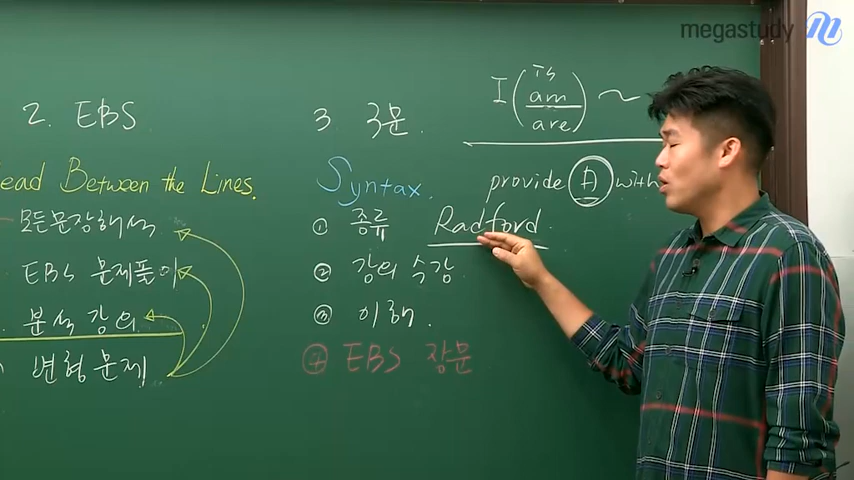 megastudy
2. EBS
ead Between the Lines.
모든문장해석
EBS 문제풀이
분석 강의
변형문제
3 구문.
Syntax.
① 종류
② 강의 수강
③ 이해.
⊕ EBS 장문
Radford
I (is am are) ~
provide A with